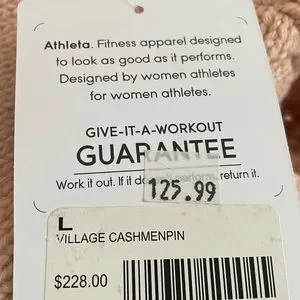 Athleta. Fitness apparel designed
to look as good as it performs.
Designed by women athletes
for women athletes.
GIVE-IT-A-WORKOUT
GUARANTEE
Work it out. If it perform, return it.
125.99
L
VILLAGE CASHMENPIN
$228.00